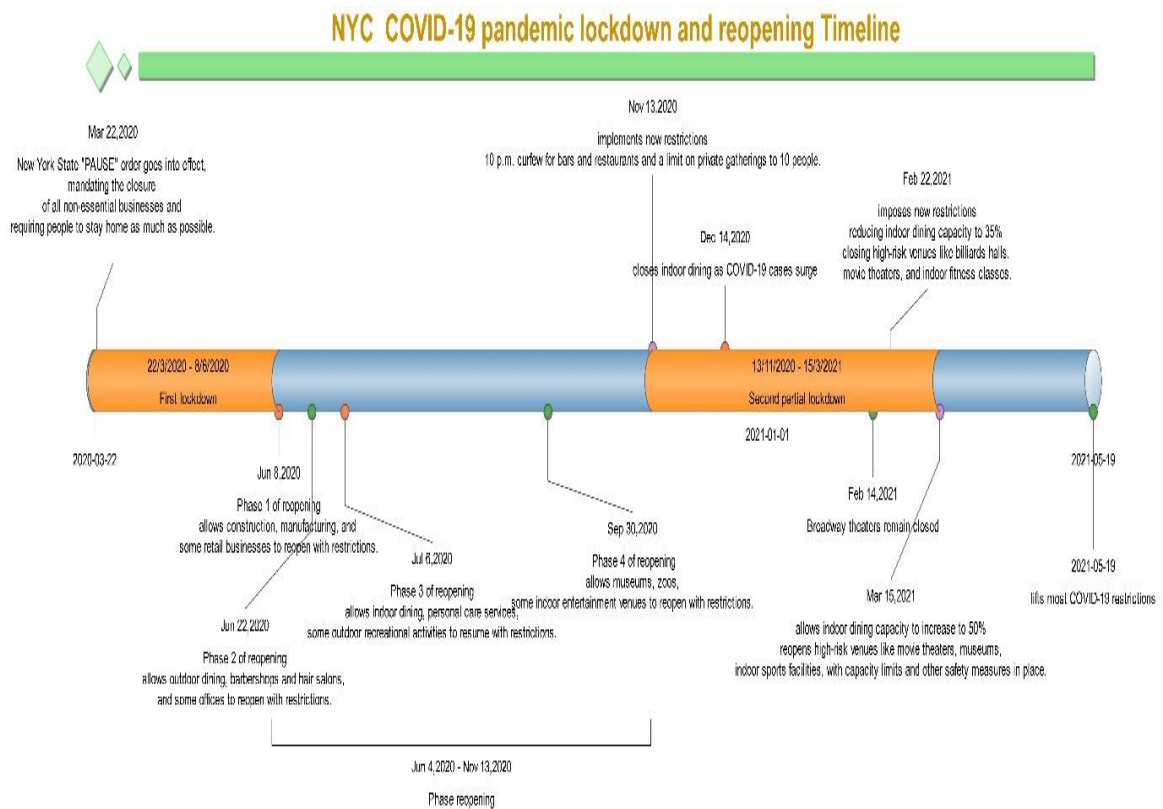 NYC COVID-19 pandemic lockdown and reopening Timeline
Mar 22,2020
New York State "PAUSE" order goes into effect,
mandating the closure
of all non-essential businesses and
requiring people to stay home as much as possible.
Nov 13,2020
implements new restrictions
10 p.m. curfew for bars and restaurants and a limit on private gatherings to 10 people.
Dec 14,2020
closes indoor dining as COVID-19 cases surge
Feb 22,2021
imposes new restrictions
reducing indoor dining capacity to 35%
closing high-risk venues like billiards halls,
movie theaters, and indoor fitness classes.
22/3/2020 - 8/6/2020
First lockdown
13/11/2020 - 15/3/2021
Second partial lockdown
2020-03-22
2021-01-01
2021-05-19
Jun 8,2020
Phase 1 of reopening
allows construction, manufacturing, and
some retail businesses to reopen with restrictions.
Jun 22,2020
Phase 2 of reopening
allows outdoor dining, barbershops and hair salons,
and some offices to reopen with restrictions.
Jul 6,2020
Phase 3 of reopening
allows indoor dining, personal care services,
some outdoor recreational activities to resume with restrictions.
Sep 30,2020
Phase 4 of reopening
allows museums, zoos,
some indoor entertainment venues to reopen with restrictions.
Feb 14,2021
Broadway theaters remain closed
Mar 15,2021
allows indoor dining capacity to increase to 50%
reopens high-risk venues like movie theaters, museums,
indoor sports facilities, with capacity limits and other safety measures in place.
2021-05-19
lifts most COVID-19 restrictions
Jun 4,2020 - Nov 13,2020
Phase reopening